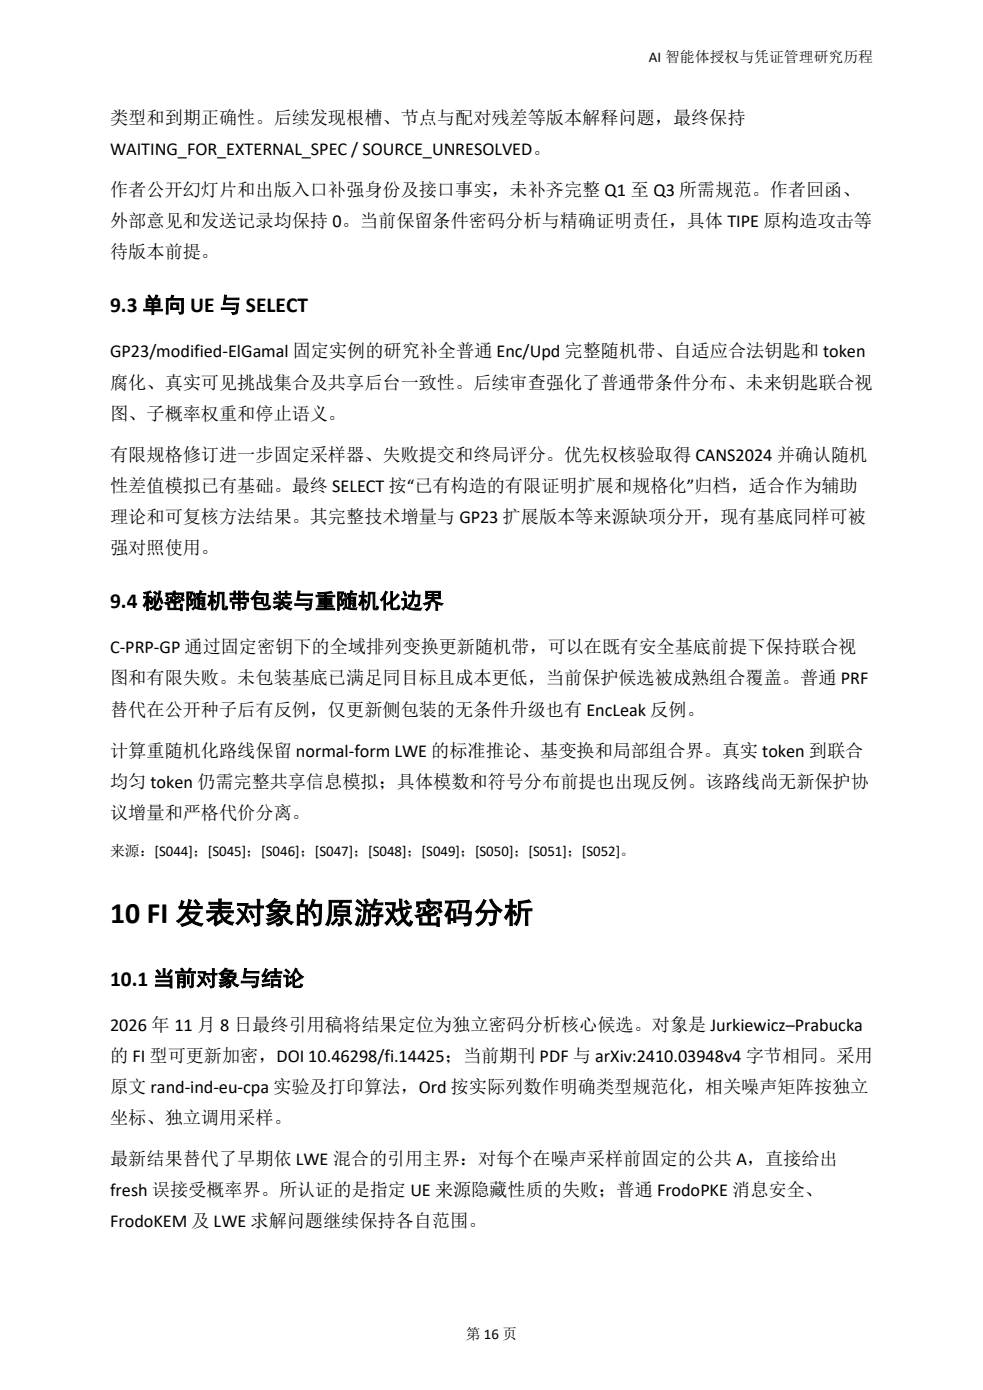 AI 智能体授权与凭证管理研究历程
类型和到期正确性。后续发现根槽、节点与配对残差等版本解释问题，最终保持
WAITING_FOR_EXTERNAL_SPEC / SOURCE_UNRESOLVED。
作者公开幻灯片和出版入口补强身份及接口事实，未补齐完整 Q1 至 Q3 所需规范。作者回函、
外部意见和发送记录均保持 0。当前保留条件密码分析与精确证明责任，具体 TIPE 原构造攻击等
待版本前提。
9.3 单向 UE 与 SELECT
GP23/modified-ElGamal 固定实例的研究补全普通 Enc/Upd 完整随机带、自适应合法钥匙和 token
腐化、真实可见挑战集合及共享后台一致性。后续审查强化了普通带条件分布、未来钥匙联合视
图、子概率权重和停止语义。
有限规格修订进一步固定采样器、失败提交和终局评分。优先权核验取得 CANS2024 并确认随机
性差值模拟已有基础。最终 SELECT 按“已有构造的有限证明扩展和规格化”归档，适合作为辅助
理论和可复核方法结果。其完整技术增量与 GP23 扩展版本等来源缺项分开，现有基底同样可被
强对照使用。
9.4 秘密随机带包装与重随机化边界
C-PRP-GP 通过固定密钥下的全域排列变换更新随机带，可以在既有安全基底前提下保持联合视
图和有限失败。未包装基底已满足同目标且成本更低，当前保护候选被成熟组合覆盖。普通 PRF
替代在公开种子后有反例，仅更新侧包装的无条件升级也有 EncLeak 反例。
计算重随机化路线保留 normal-form LWE 的标准推论、基变换和局部组合界。真实 token 到联合
均匀 token 仍需完整共享信息模拟；具体模数和符号分布前提也出现反例。该路线尚无新保护协
议增量和严格代价分离。
来源：[S044]；[S045]；[S046]；[S047]；[S048]；[S049]；[S050]；[S051]；[S052]。
10 FI 发表对象的原游戏密码分析
10.1 当前对象与结论
2026 年 11 月 8 日最终引用稿将结果定位为独立密码分析核心候选。对象是 Jurkiewicz–Prabucka
的 FI 型可更新加密，DOI 10.46298/fi.14425；当前期刊 PDF 与 arXiv:2410.03948v4 字节相同。采用
原文 rand-ind-eu-cpa 实验及打印算法，Ord 按实际列数作明确类型规范化，相关噪声矩阵按独立
坐标、独立调用采样。
最新结果替代了早期依 LWE 混合的引用主界：对每个在噪声采样前固定的公共 A，直接给出
fresh 误接受概率界。所认证的是指定 UE 来源隐藏性质的失败；普通 FrodoPKE 消息安全、
FrodoKEM 及 LWE 求解问题继续保持各自范围。
第 16 页